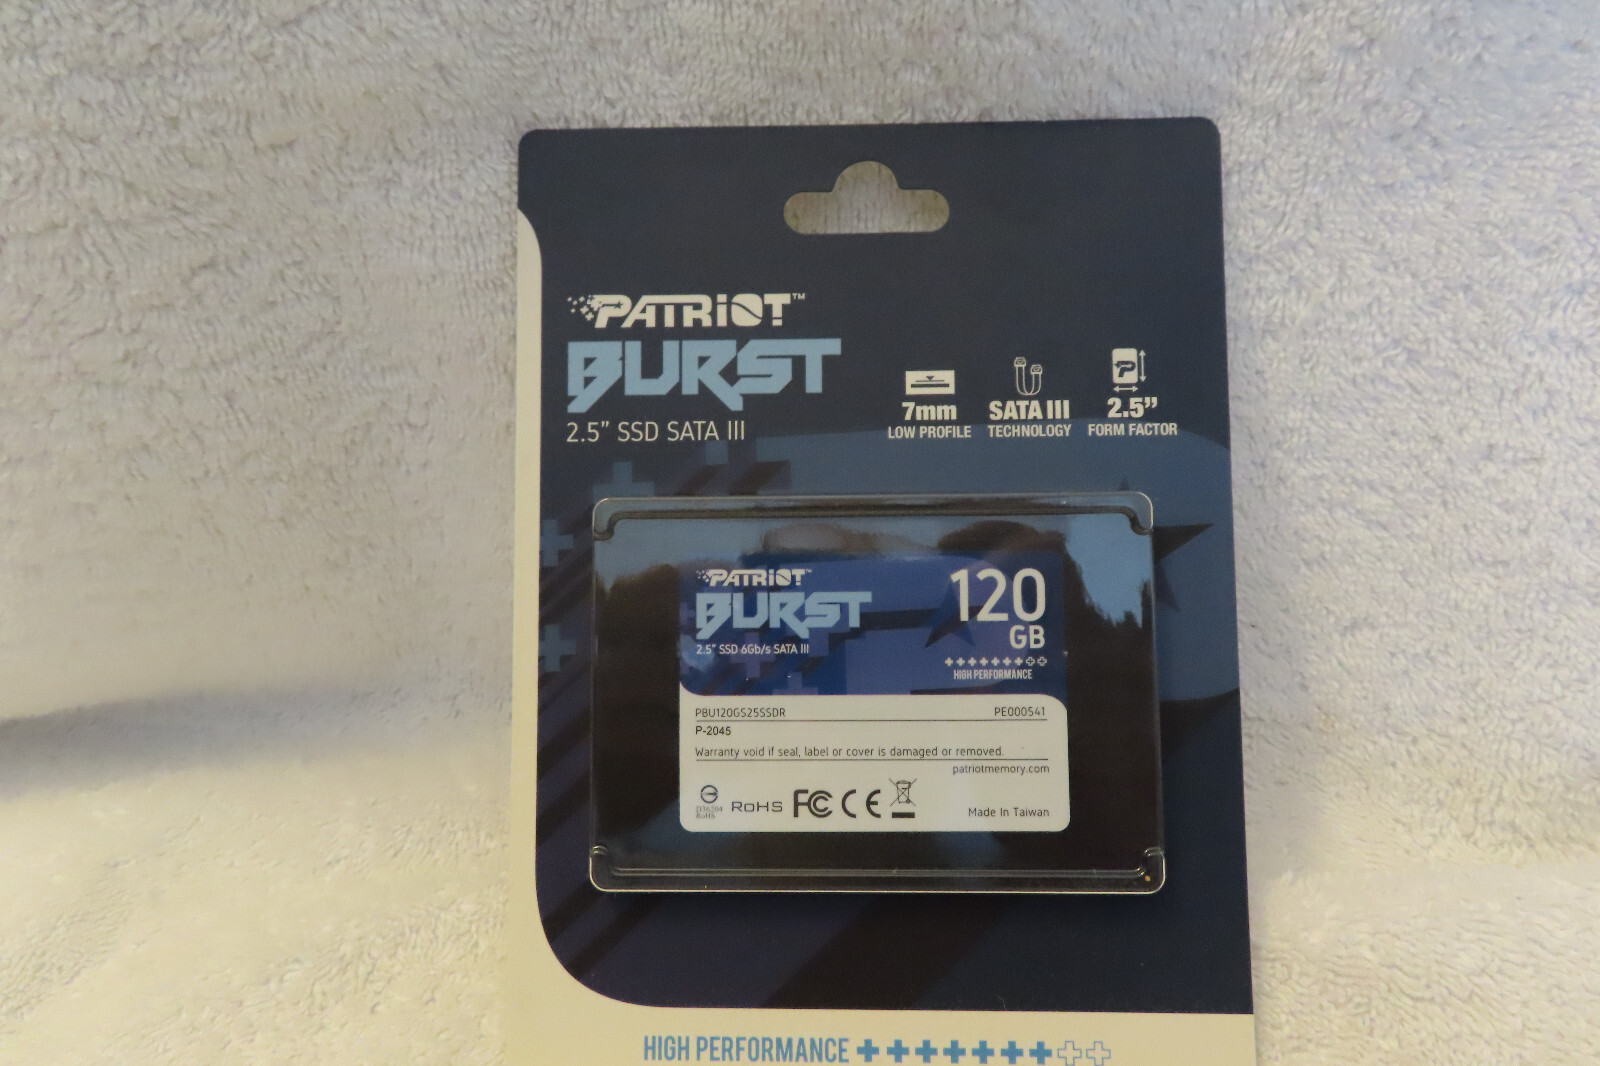 PATRIOT™
BURST
2.5" SSD SATA III
7mm
LOW PROFILE
SATA III
TECHNOLOGY
2.5"
FORM FACTOR
PATRIOT™
BURST
2.5" SSD 6Gb/s SATA III
120
GB
HIGH PERFORMANCE
PBU120GS25SSDR PE000541
P-2045
Warranty void if seal, label or cover is damaged or removed.
patriotmemory.com
RoHS
RoHS FC CE
Made In Taiwan
HIGH PERFORMANCE